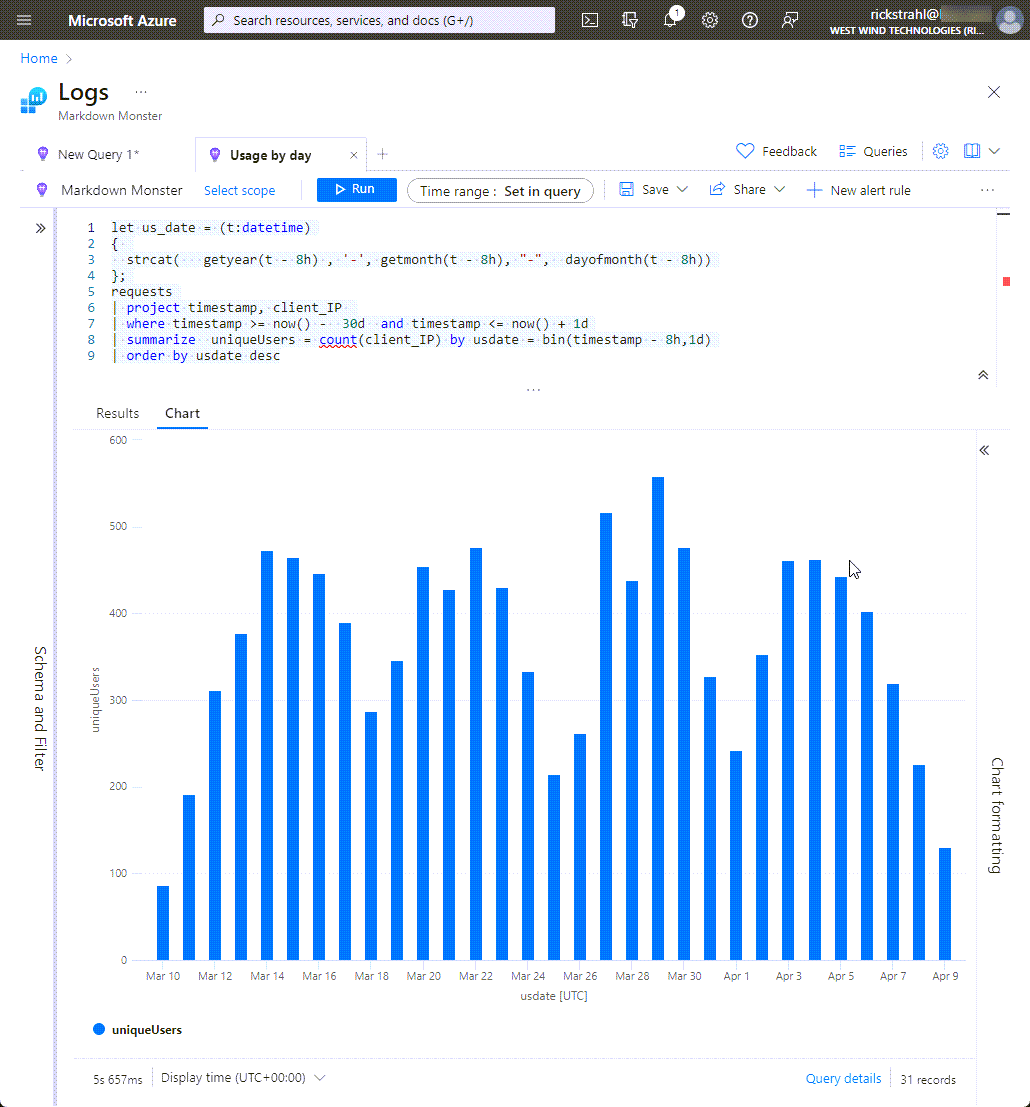 Microsoft Azure
Search resources, services, and docs (G+/)
1
rickstrahl@
WEST WIND TECHNOLOGIES (RI...
Home
Logs ...
Markdown Monster
New Query 1*
Usage by day
Feedback
Queries
Markdown Monster
Select scope
Run
Time range : Set in query
Save
Share
New alert rule
...
1 let us_date = (t:datetime)
2 {
3 strcat( getyear(t - 8h) , '-', getmonth(t - 8h), "-", dayofmonth(t - 8h))
4 };
5 requests
6 | project timestamp, client_IP
7 | where timestamp >= now() - 30d and timestamp <= now() + 1d
8 | summarize uniqueUsers = count(client_IP) by usdate = bin(timestamp - 8h,1d)
9 | order by usdate desc
...
Results
Chart
Schema and Filter
Chart formatting
uniqueUsers
600
500
400
300
200
100
0
Mar 10 Mar 12 Mar 14 Mar 16 Mar 18 Mar 20 Mar 22 Mar 24 Mar 26 Mar 28 Mar 30 Apr 1 Apr 3 Apr 5 Apr 7 Apr 9
usdate [UTC]
uniqueUsers
5s 657ms
Display time (UTC+00:00)
Query details
31 records